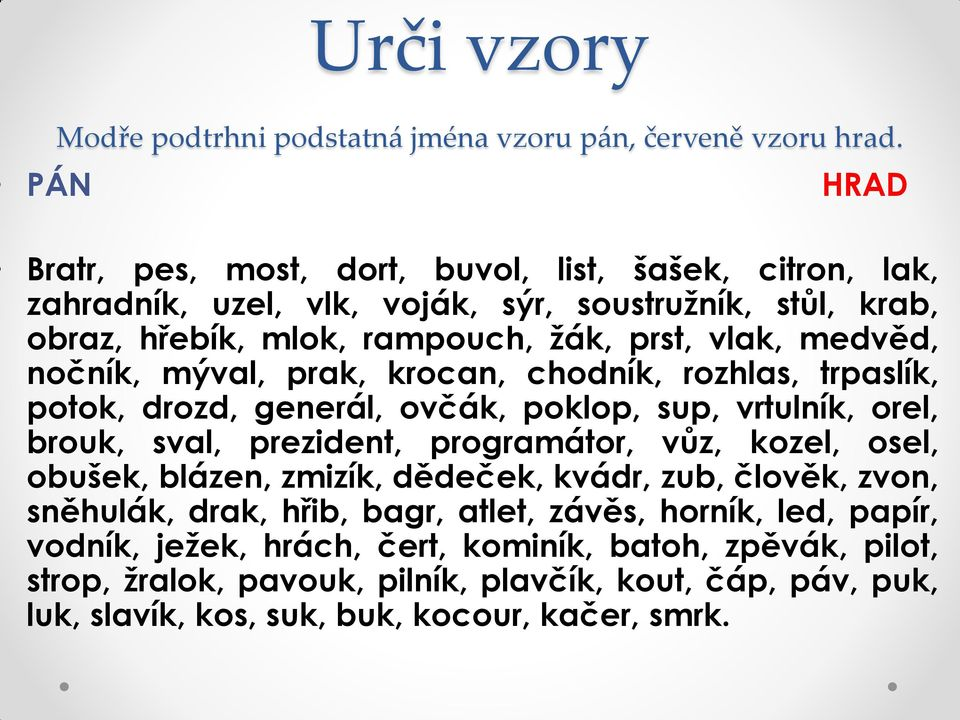 Urči vzory
Modře podtrhni podstatná jména vzoru pán, červeně vzoru hrad.
• PÁN HRAD
• Bratr, pes, most, dort, buvol, list, šašek, citron, lak,
zahradník, uzel, vlk, voják, sýr, soustružník, stůl, krab,
obraz, hřebík, mlok, rampouch, žák, prst, vlak, medvěd,
nočník, mýval, prak, krocan, chodník, rozhlas, trpaslík,
potok, drozd, generál, ovčák, poklop, sup, vrtulník, orel,
brouk, sval, prezident, programátor, vůz, kozel, osel,
obušek, blázen, zmizík, dědeček, kvádr, zub, člověk, zvon,
sněhulák, drak, hřib, bagr, atlet, závěs, horník, led, papír,
vodník, ježek, hrách, čert, kominík, batoh, zpěvák, pilot,
strop, žralok, pavouk, pilník, plavčík, kout, čáp, páv, puk,
luk, slavík, kos, suk, buk, kocour, kačer, smrk.